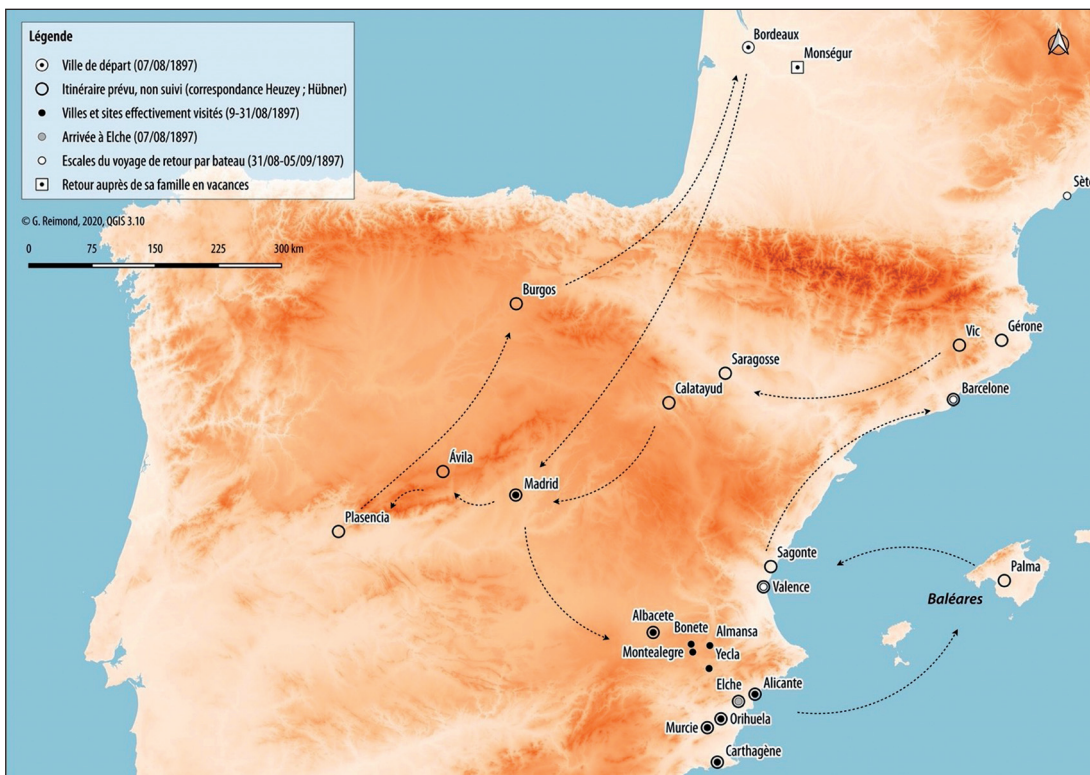 Légende
Ville de départ (07/08/1897)
Itinéraire prévu, non suivi (correspondance Heuzey ; Hübner)
Villes et sites effectivement visités (9-31/08/1897)
Arrivée à Elche (07/08/1897)
Escales du voyage de retour par bateau (31/08-05/09/1897)
Retour auprès de sa famille en vacances
© G. Reimond, 2020, QGIS 3.10
0 75 150 225 300 km
Bordeaux
Monségur
Sète
Burgos
Vic
Gérone
Saragosse
Calatayud
Barcelone
Ávila
Madrid
Plasencia
Sagonte
Valence
Palma
Baléares
Albacete
Bonete
Almansa
Montealegre
Yecla
Elche
Alicante
Orihuela
Murcie
Carthagène